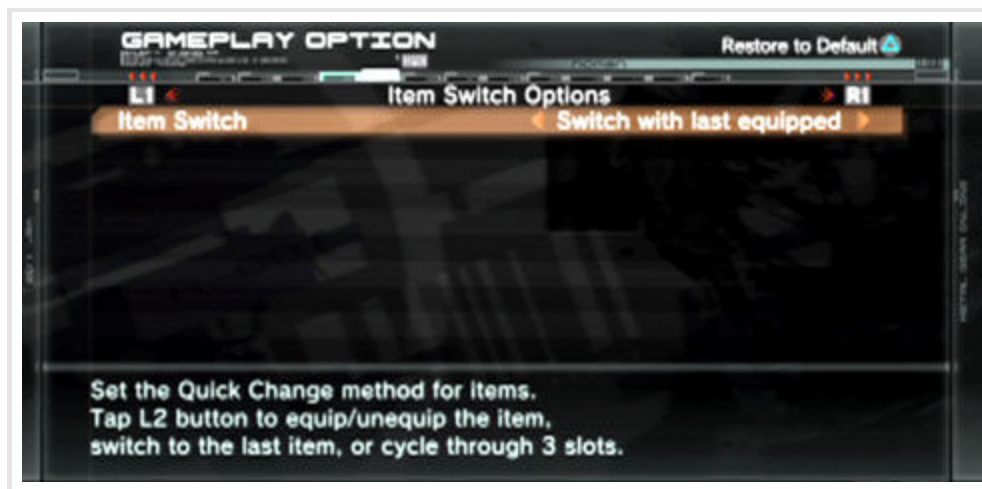 GAMEPLAY OPTION
Restore to Default
L1
Item Switch Options
R1
Item Switch
Switch with last equipped
Set the Quick Change method for items.
Tap L2 button to equip/unequip the item,
switch to the last item, or cycle through 3 slots.